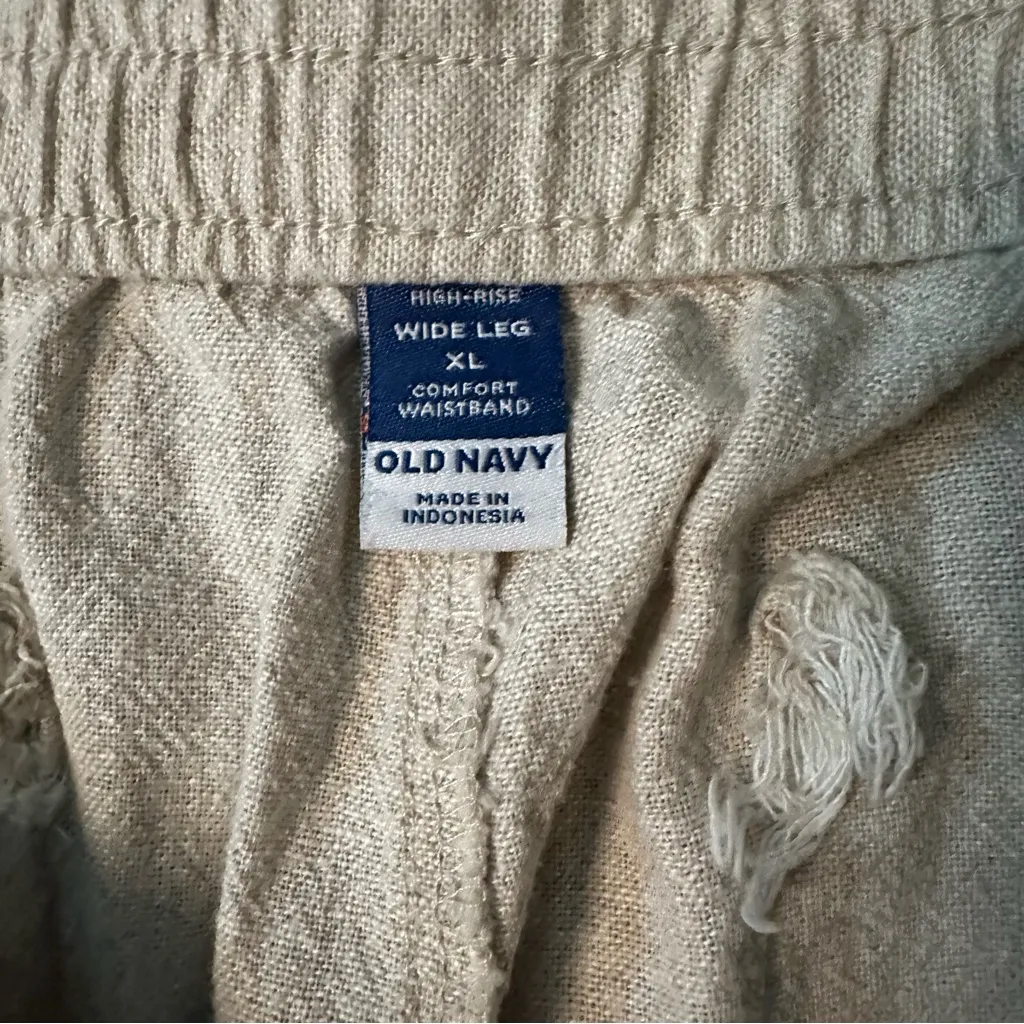 HIGH-RISE
WIDE LEG
XL
COMFORT
WAISTBAND
OLD NAVY
MADE IN
INDONESIA